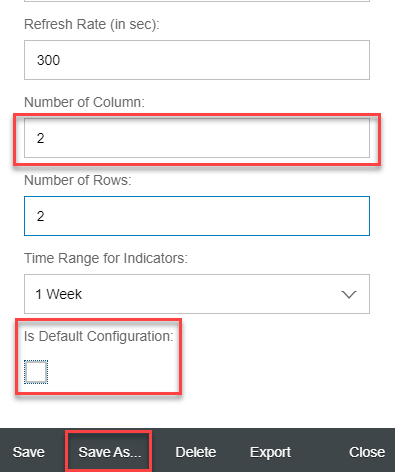 Refresh Rate (in sec):
300
Number of Column:
2
Number of Rows:
2
Time Range for Indicators:
1 Week
Is Default Configuration:
Save Save As... Delete Export Close